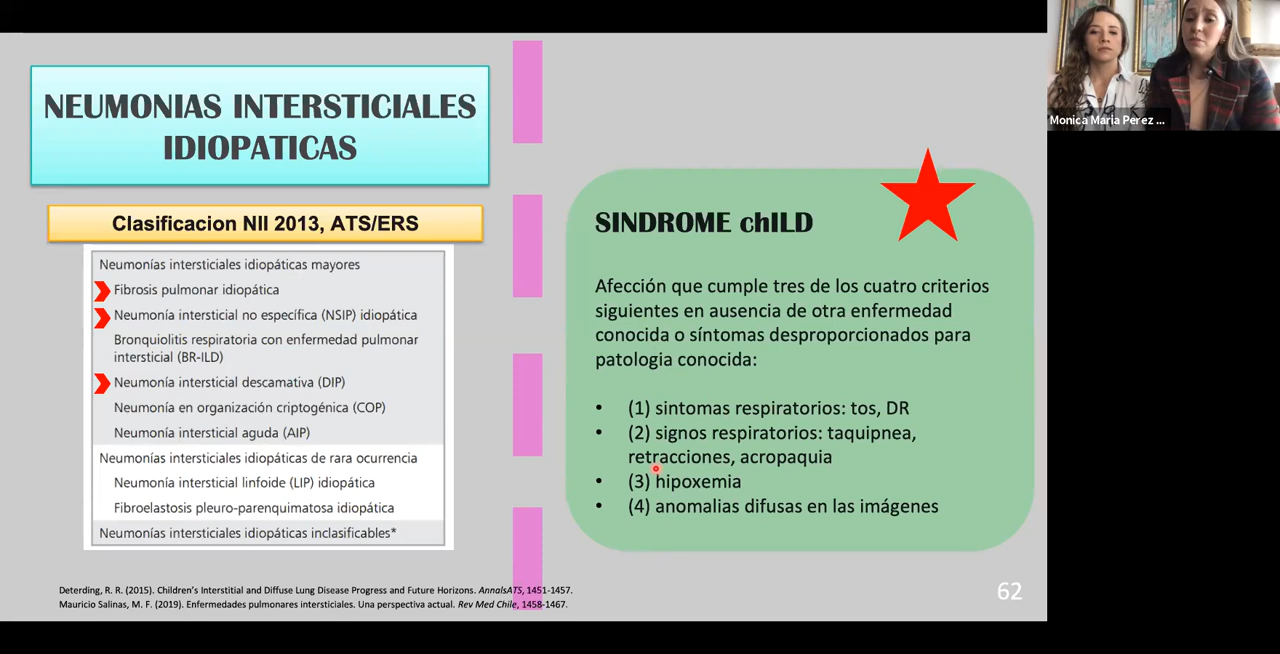 NEUMONIAS INTERSTICIALES
IDIOPATICAS
Clasificacion NII 2013, ATS/ERS
Neumonías intersticiales idiopáticas mayores
Fibrosis pulmonar idiopática
Neumonía intersticial no específica (NSIP) idiopática
Bronquiolitis respiratoria con enfermedad pulmonar
intersticial (BR-ILD)
Neumonía intersticial descamativa (DIP)
Neumonía en organización criptogénica (COP)
Neumonía intersticial aguda (AIP)
Neumonías intersticiales idiopáticas de rara ocurrencia
Neumonía intersticial linfoide (LIP) idiopática
Fibroelastosis pleuro-parenquimatosa idiopática
Neumonías intersticiales idiopáticas inclasificables*
SINDROME chILD
Afección que cumple tres de los cuatro criterios
siguientes en ausencia de otra enfermedad
conocida o síntomas desproporcionados para
patologia conocida:
• (1) sintomas respiratorios: tos, DR
• (2) signos respiratorios: taquipnea,
retracciones, acropaquia
• (3) hipoxemia
• (4) anomalias difusas en las imágenes
Deterding, R. R. (2015). Children's Interstitial and Diffuse Lung Disease Progress and Future Horizons. AnnalsATS, 1451-1457.
Mauricio Salinas, M. F. (2019). Enfermedades pulmonares intersticiales. Una perspectiva actual. Rev Med Chile, 1458-1467.
62
Monica Maria Perez ...